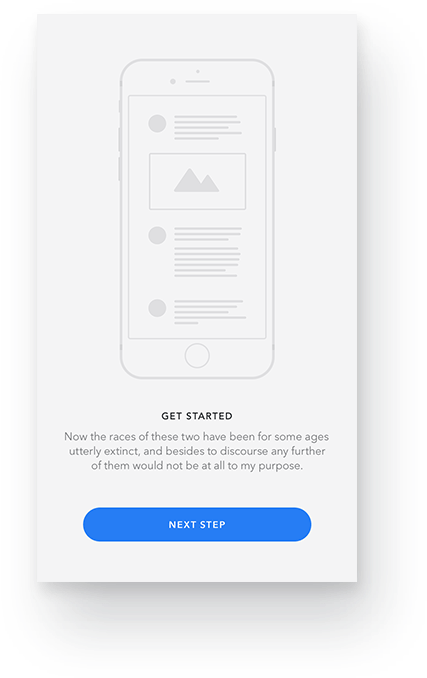 GET STARTED
Now the races of these two have been for some ages
utterly extinct, and besides to discourse any further
of them would not be at all to my purpose.
NEXT STEP